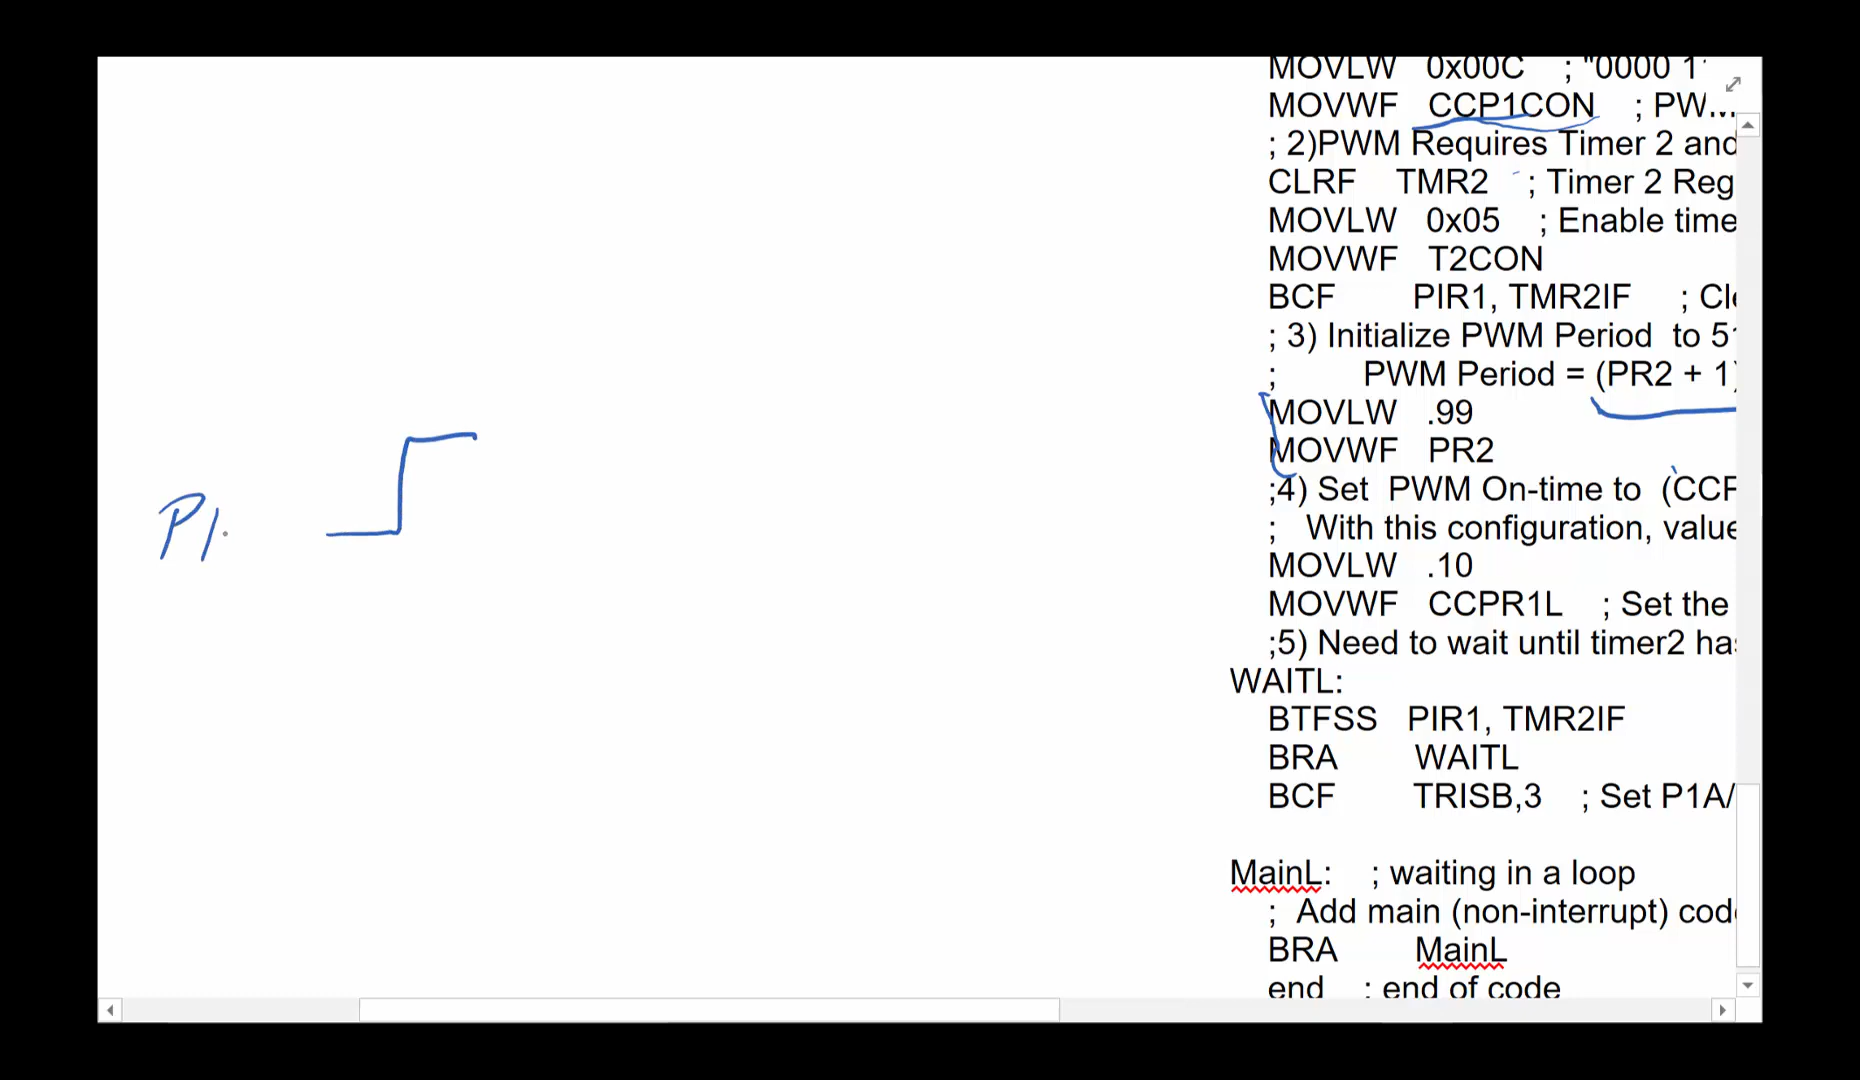 MOVLW 0x00C ; "0000 1
MOVWF CCP1CON ; PW
; 2)PWM Requires Timer 2 and
CLRF TMR2 ; Timer 2 Reg
MOVLW 0x05 ; Enable time
MOVWF T2CON
BCF PIR1, TMR2IF ; Cle
; 3) Initialize PWM Period to 5
; PWM Period = (PR2 + 1)
MOVLW .99
MOVWF PR2
;4) Set PWM On-time to (CCP
; With this configuration, value
MOVLW .10
MOVWF CCPR1L ; Set the
;5) Need to wait until timer2 has
WAITL:
BTFSS PIR1, TMR2IF
BRA WAITL
BCF TRISB,3 ; Set P1A/
MainL: ; waiting in a loop
; Add main (non-interrupt) code
BRA MainL
end ; end of code
P1